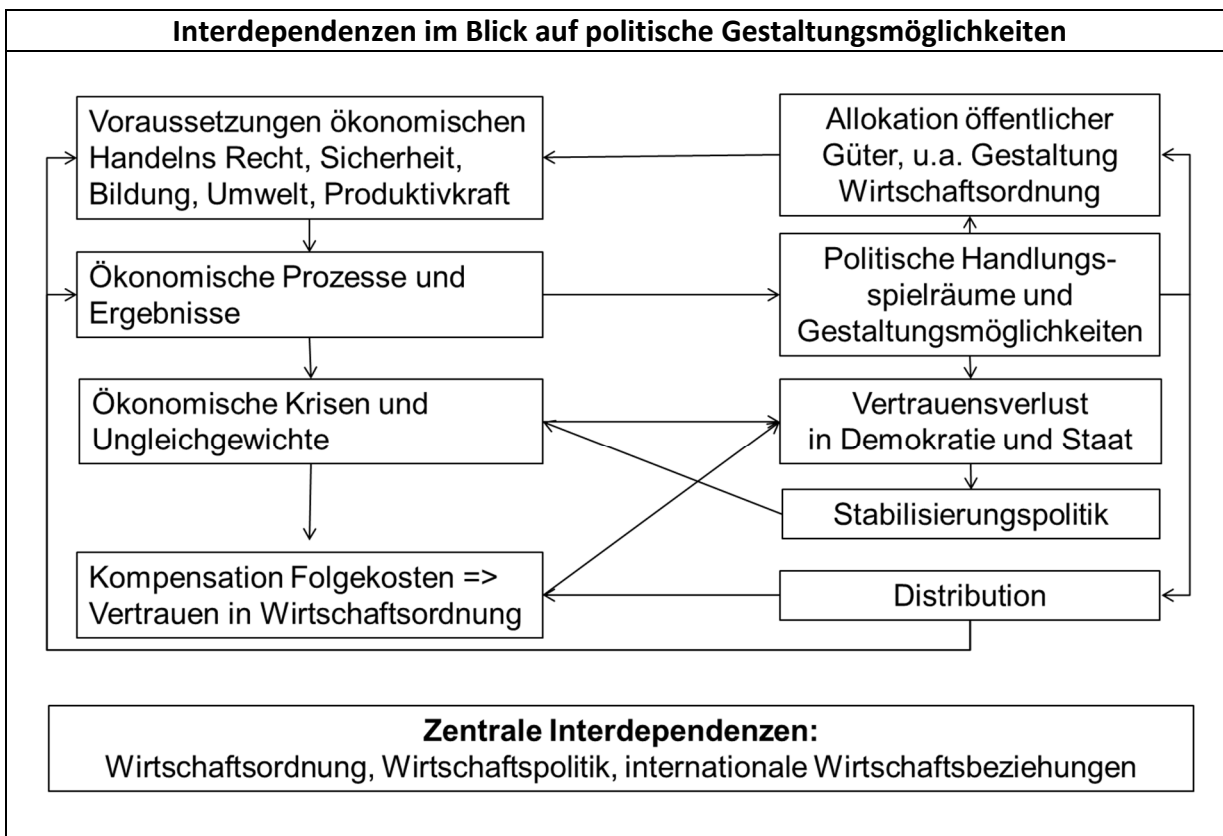 Interdependenzen im Blick auf politische Gestaltungsmöglichkeiten
Voraussetzungen ökonomischen
Handelns Recht, Sicherheit,
Bildung, Umwelt, Produktivkraft
Allokation öffentlicher
Güter, u.a. Gestaltung
Wirtschaftsordnung
Ökonomische Prozesse und
Ergebnisse
Politische Handlungs-
spielräume und
Gestaltungsmöglichkeiten
Ökonomische Krisen und
Ungleichgewichte
Vertrauensverlust
in Demokratie und Staat
Stabilisierungspolitik
Kompensation Folgekosten =>
Vertrauen in Wirtschaftsordnung
Distribution
Zentrale Interdependenzen:
Wirtschaftsordnung, Wirtschaftspolitik, internationale Wirtschaftsbeziehungen